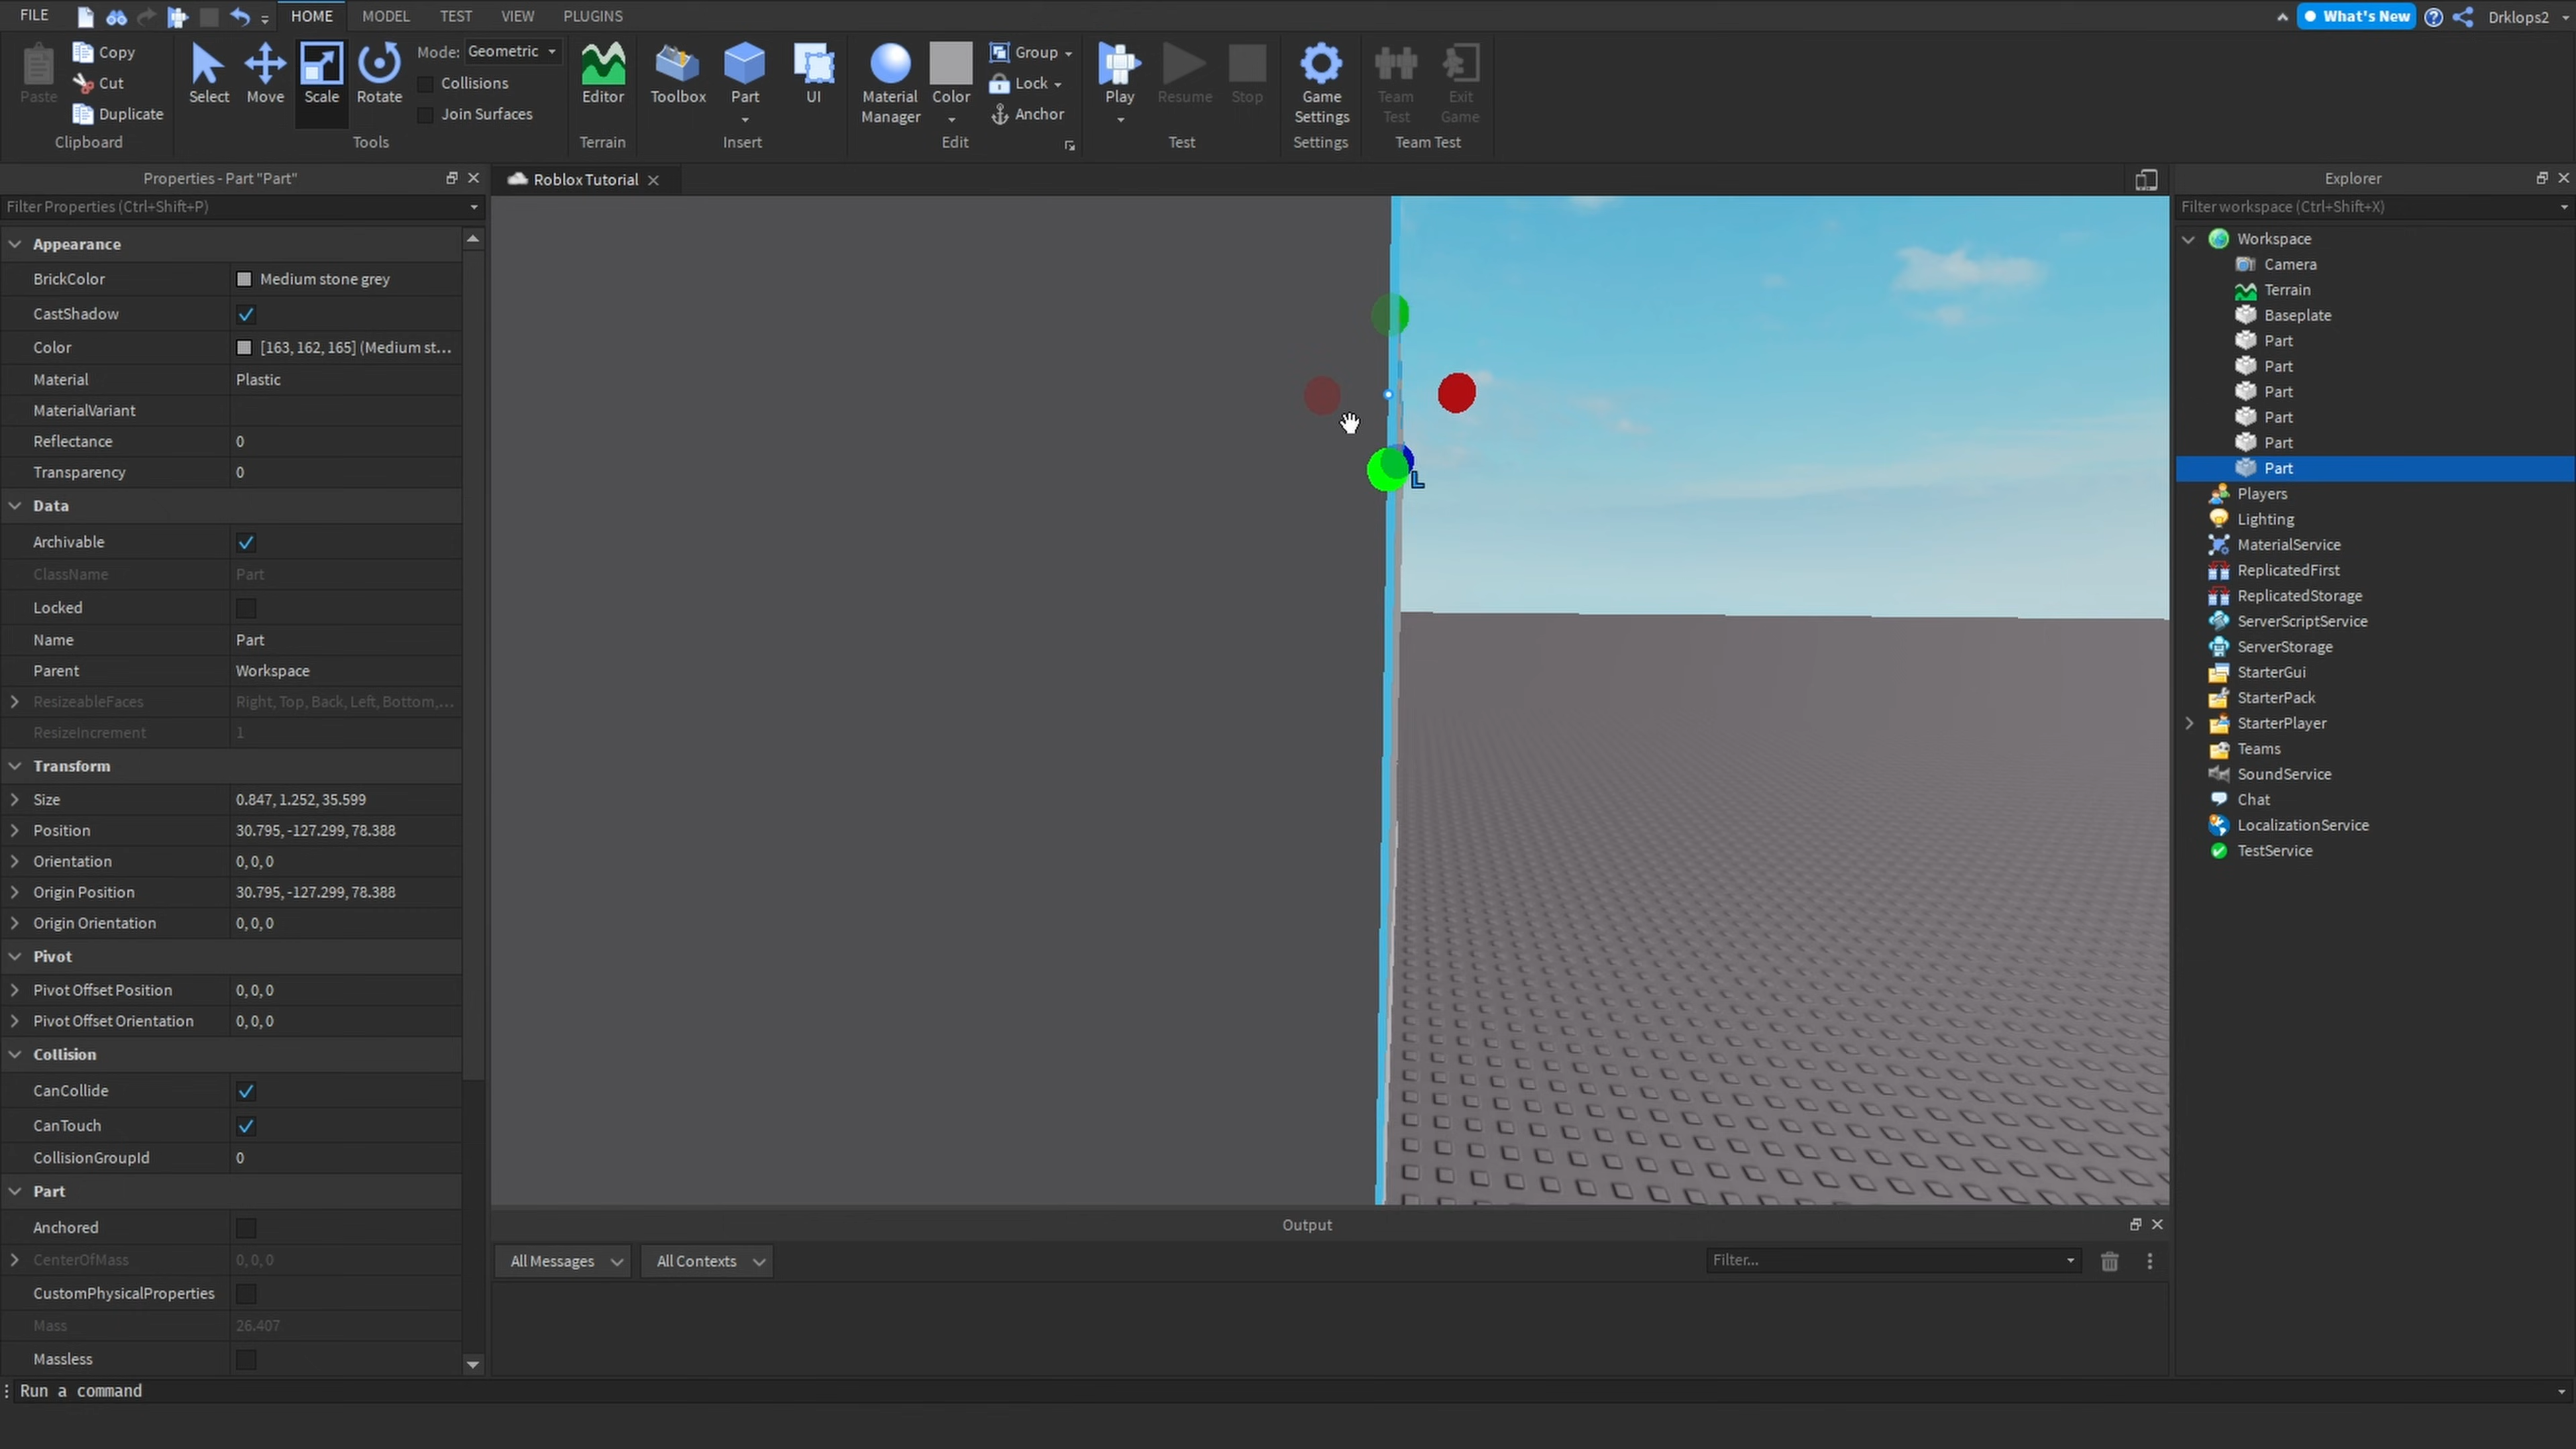 FILE HOME MODEL TEST VIEW PLUGINS What's New Drklops2
Paste Copy Cut Duplicate
Clipboard
Select Move Scale Rotate
Mode: Geometric
Collisions
Join Surfaces
Tools
Editor
Terrain
Toolbox Part UI
Insert
Material Manager Color
Group
Lock
Anchor
Edit
Play Resume Stop
Test
Game Settings
Settings
Team Test Exit Game
Team Test
Properties - Part "Part"
Filter Properties (Ctrl+Shift+P)
Appearance
BrickColor Medium stone grey
CastShadow
Color [163, 162, 165] (Medium st...
Material Plastic
MaterialVariant
Reflectance 0
Transparency 0
Data
Archivable
ClassName Part
Locked
Name Part
Parent Workspace
ResizeableFaces Right, Top, Back, Left, Bottom,...
ResizeIncrement 1
Transform
Size 0.847, 1.252, 35.599
Position 30.795, -127.299, 78.388
Orientation 0, 0, 0
Origin Position 30.795, -127.299, 78.388
Origin Orientation 0, 0, 0
Pivot
Pivot Offset Position 0, 0, 0
Pivot Offset Orientation 0, 0, 0
Collision
CanCollide
CanTouch
CollisionGroupId 0
Part
Anchored
CenterOfMass 0, 0, 0
CustomPhysicalProperties
Mass 26.407
Massless
Roblox Tutorial
L
Output
All Messages All Contexts Filter...
Explorer
Filter workspace (Ctrl+Shift+X)
Workspace
Camera
Terrain
Baseplate
Part
Part
Part
Part
Part
Part
Players
Lighting
MaterialService
ReplicatedFirst
ReplicatedStorage
ServerScriptService
ServerStorage
StarterGui
StarterPack
StarterPlayer
Teams
SoundService
Chat
LocalizationService
TestService
Run a command